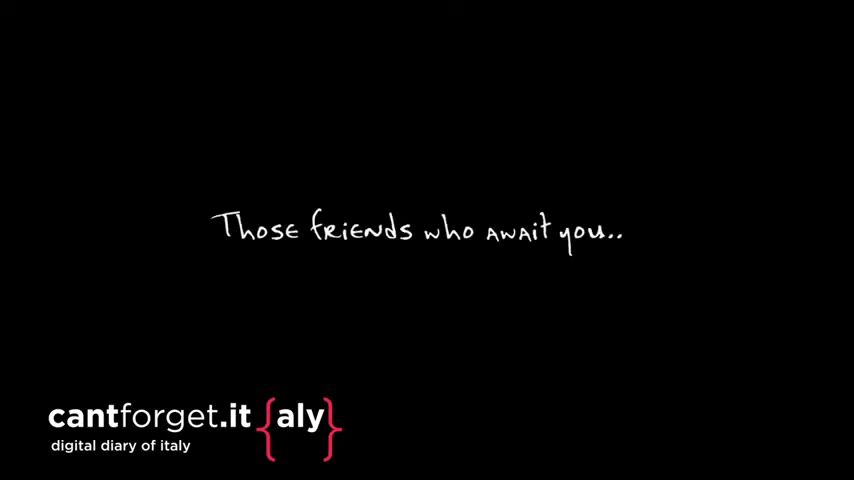 Those friends who await you..
cantforget.it{aly}
digital diary of italy